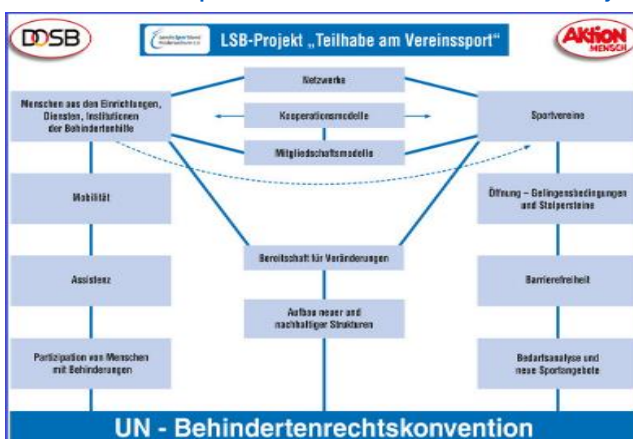 DOSB
LSB-Projekt „Teilhabe am Vereinssport“
AKTION
MENSCH
Netzwerke
Menschen aus den Einrichtungen,
Diensten, Institutionen
der Behindertenhilfe
Kooperationsmodelle
Sportvereine
Mitgliedschaftsmodelle
Mobilität
Öffnung – Gelingensbedingungen
und Stolpersteine
Bereitschaft für Veränderungen
Assistenz
Barrierefreiheit
Aufbau neuer und
nachhaltiger Strukturen
Partizipation von Menschen
mit Behinderungen
Bedarfsanalyse und
neue Sportangebote
UN - Behindertenrechtskonvention